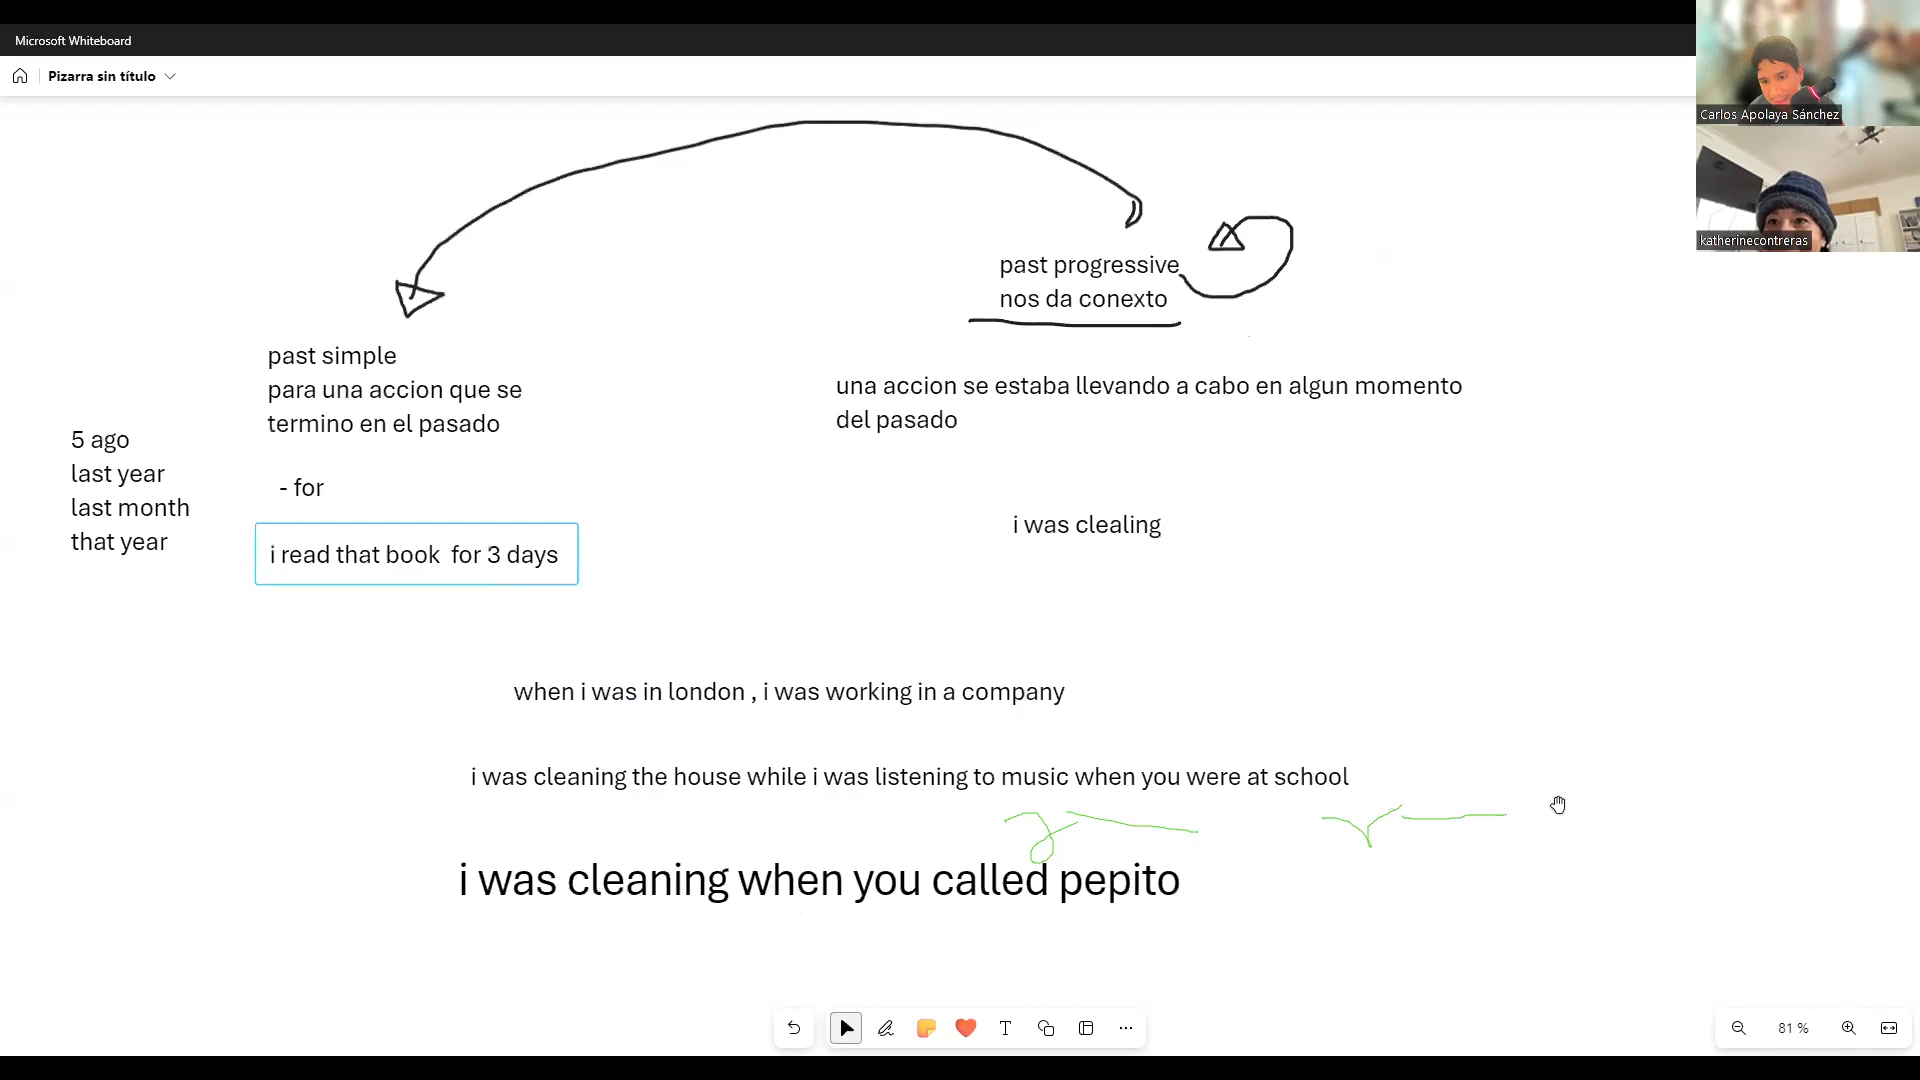 Microsoft Whiteboard
Pizarra sin título
Carlos Apolaya Sánchez
katherinecontreras
past progressive
nos da conexto
past simple
para una accion que se
termino en el pasado
una accion se estaba llevando a cabo en algun momento
del pasado
5 ago
last year
last month
that year
- for
i read that book for 3 days
i was clealing
when i was in london , i was working in a company
i was cleaning the house while i was listening to music when you were at school
i was cleaning when you called pepito
81 %